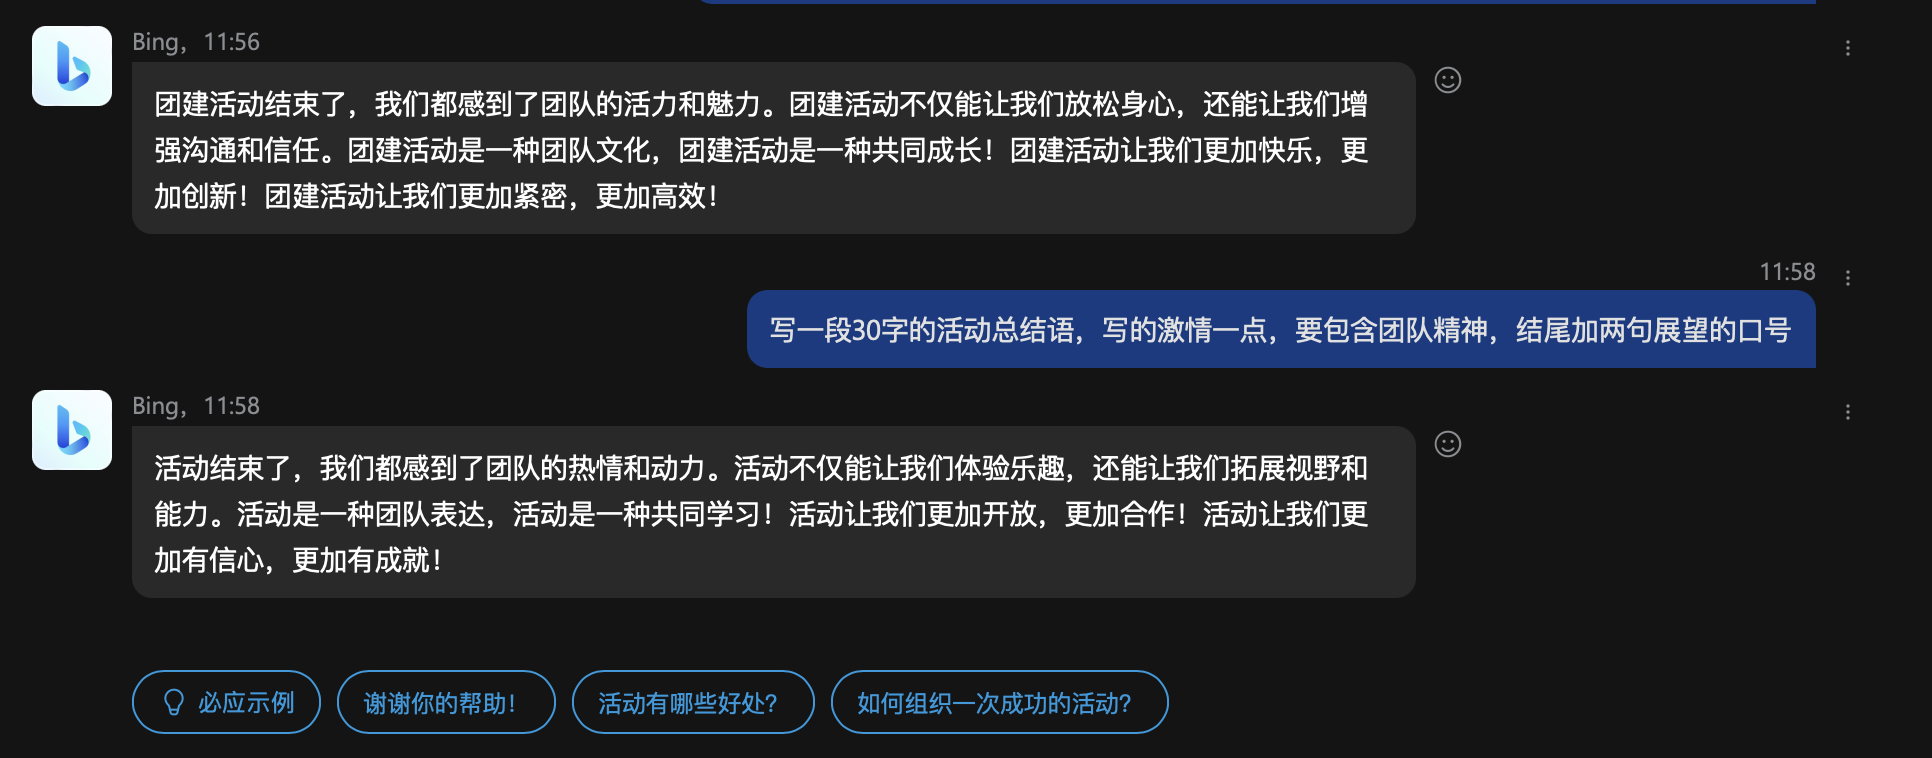 Bing，11:56
团建活动结束了，我们都感到了团队的活力和魅力。团建活动不仅能让我们放松身心，还能让我们增
强沟通和信任。团建活动是一种团队文化，团建活动是一种共同成长！团建活动让我们更加快乐，更
加创新！团建活动让我们更加紧密，更加高效！
11:58
写一段30字的活动总结语，写的激情一点，要包含团队精神，结尾加两句展望的口号
Bing，11:58
活动结束了，我们都感到了团队的热情和动力。活动不仅能让我们体验乐趣，还能让我们拓展视野和
能力。活动是一种团队表达，活动是一种共同学习！活动让我们更加开放，更加合作！活动让我们更
加有信心，更加有成就！
必应示例 谢谢你的帮助！ 活动有哪些好处？ 如何组织一次成功的活动？